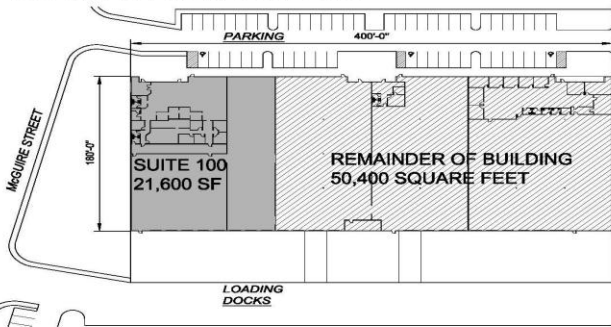 PARKING
400'-0"
McGUIRE STREET
180'-0"
SUITE 100
21,600 SF
REMAINDER OF BUILDING
50,400 SQUARE FEET
LOADING
DOCKS